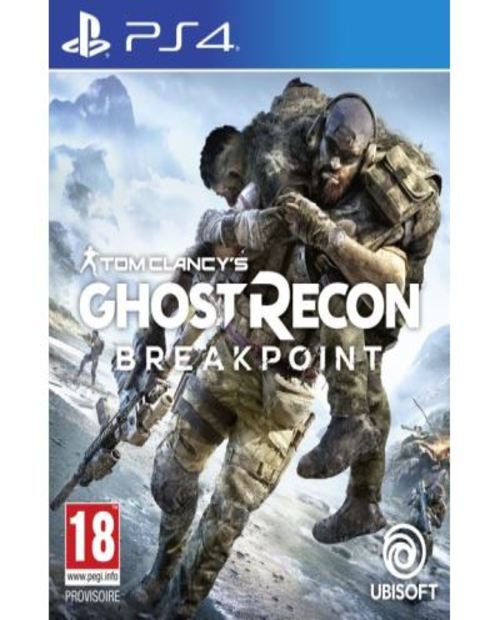 PS4
TOM CLANCY'S
GHOST RECON
BREAKPOINT
18
www.pegi.info
PROVISOIRE
UBISOFT